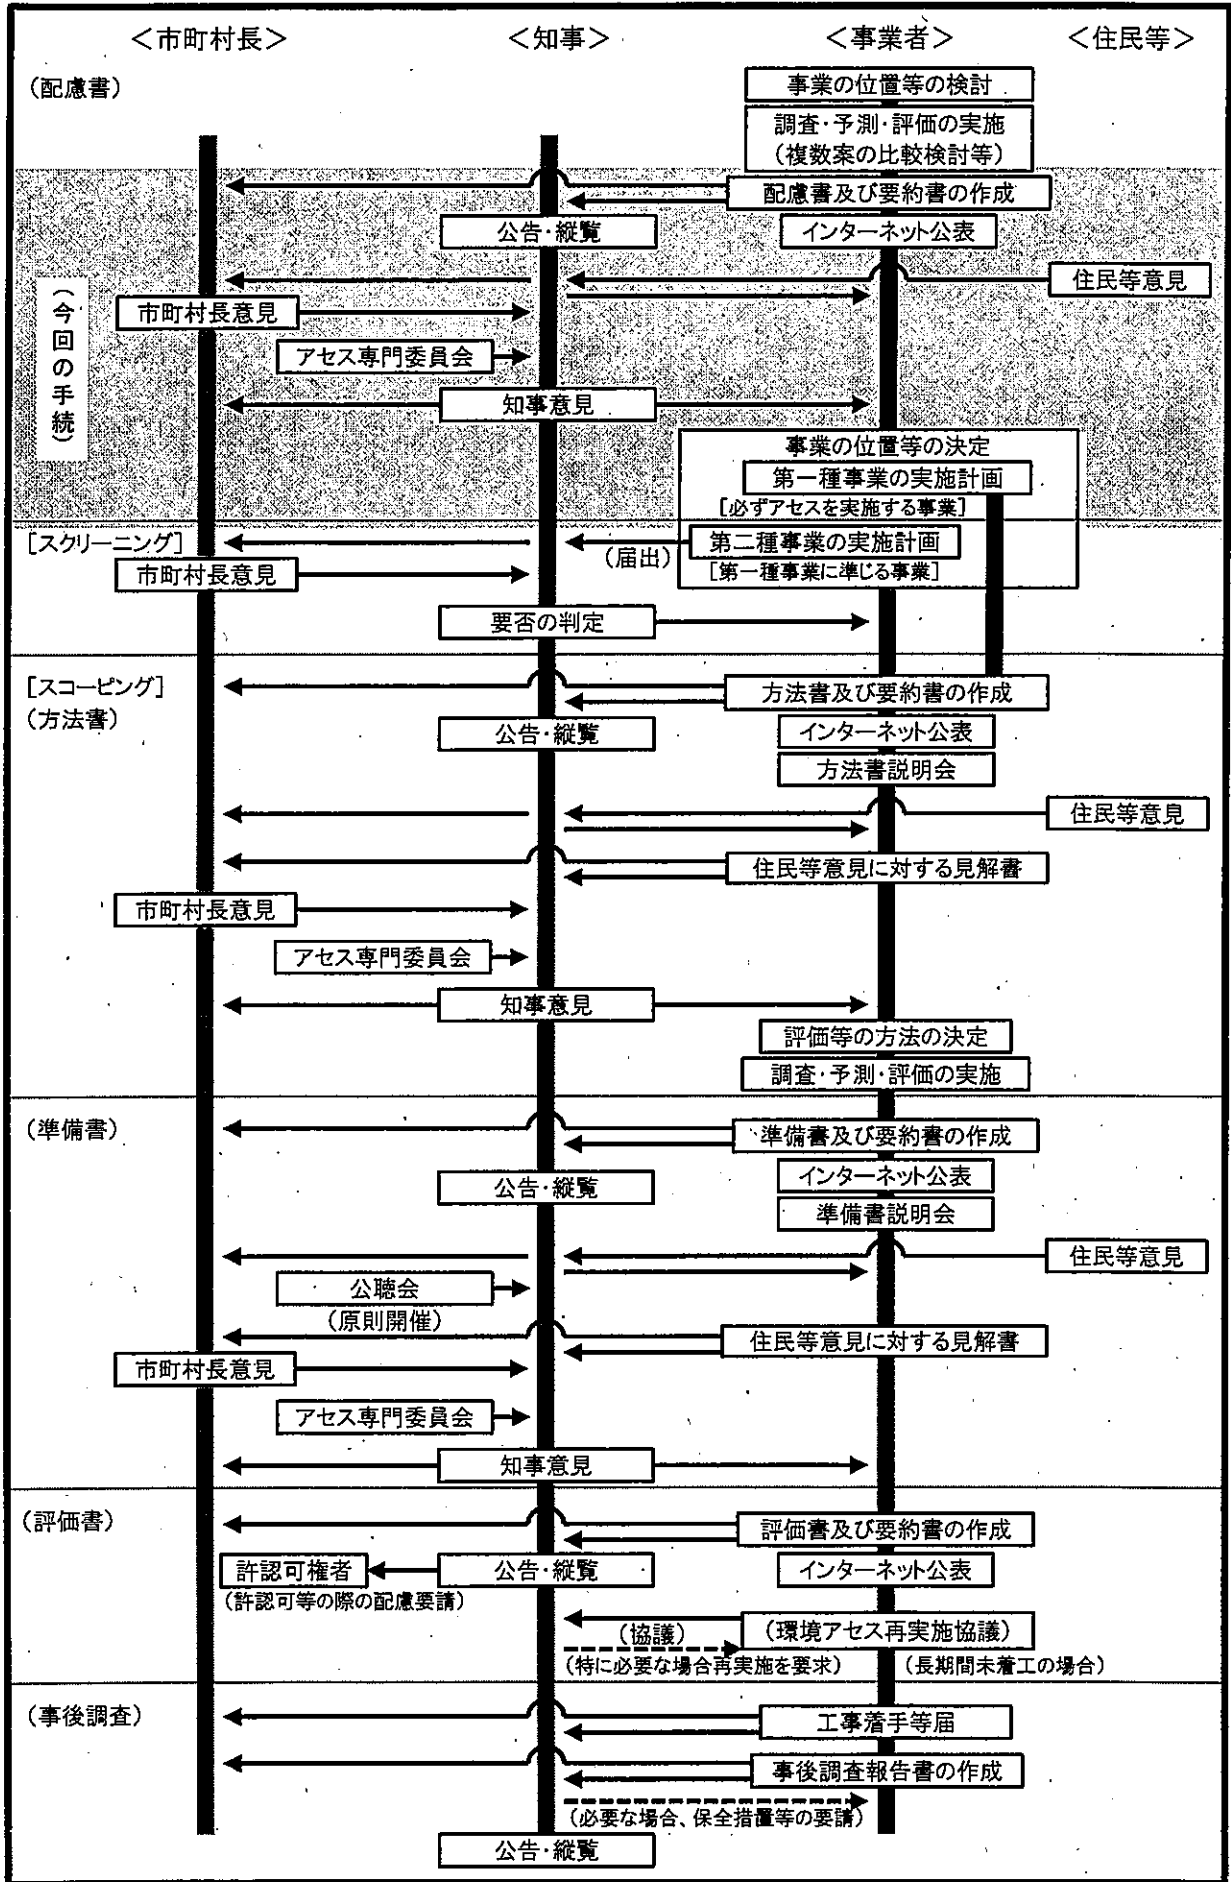 ＜市町村長＞ ＜知事＞ ＜事業者＞ ＜住民等＞
(配慮書)
事業の位置等の検討
調査・予測・評価の実施
(複数案の比較検討等)
配慮書及び要約書の作成
公告・縦覧 インターネット公表
(今回の手続)
住民等意見
市町村長意見
アセス専門委員会
知事意見
事業の位置等の決定
第一種事業の実施計画
[必ずアセスを実施する事業]
[スクリーニング] (届出) 第二種事業の実施計画
市町村長意見 [第一種事業に準じる事業]
要否の判定
[スコーピング] 方法書及び要約書の作成
(方法書) 公告・縦覧 インターネット公表
方法書説明会
住民等意見
住民等意見に対する見解書
市町村長意見
アセス専門委員会
知事意見
評価等の方法の決定
調査・予測・評価の実施
(準備書) 準備書及び要約書の作成
公告・縦覧 インターネット公表
準備書説明会
住民等意見
公聴会
(原則開催) 住民等意見に対する見解書
市町村長意見
アセス専門委員会
知事意見
(評価書) 評価書及び要約書の作成
許認可権者 公告・縦覧 インターネット公表
(許認可等の際の配慮要請)
(協議) (環境アセス再実施協議)
(特に必要な場合再実施を要求) (長期間未着工の場合)
(事後調査) 工事着手等届
事後調査報告書の作成
(必要な場合、保全措置等の要請)
公告・縦覧